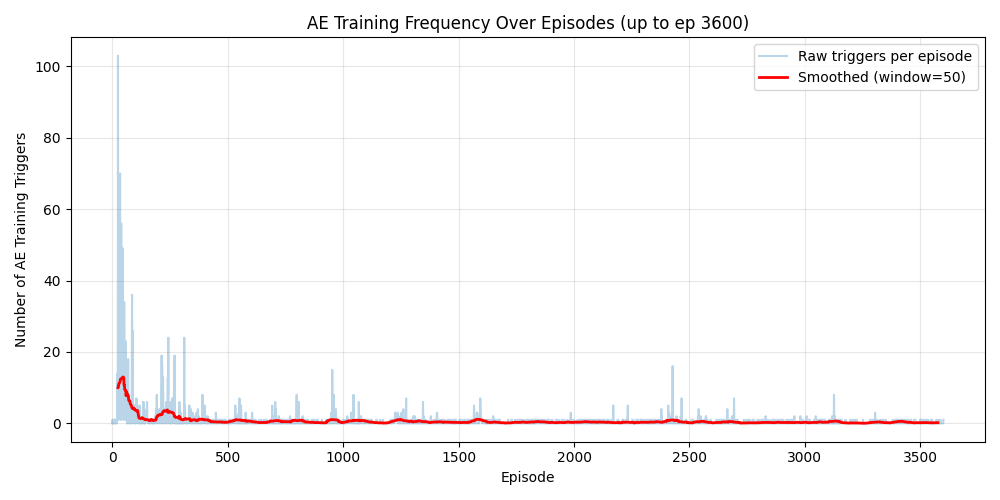 AE Training Frequency Over Episodes (up to ep 3600)
Raw triggers per episode
Smoothed (window=50)
Number of AE Training Triggers
100
80
60
40
20
0
0 500 1000 1500 2000 2500 3000 3500
Episode